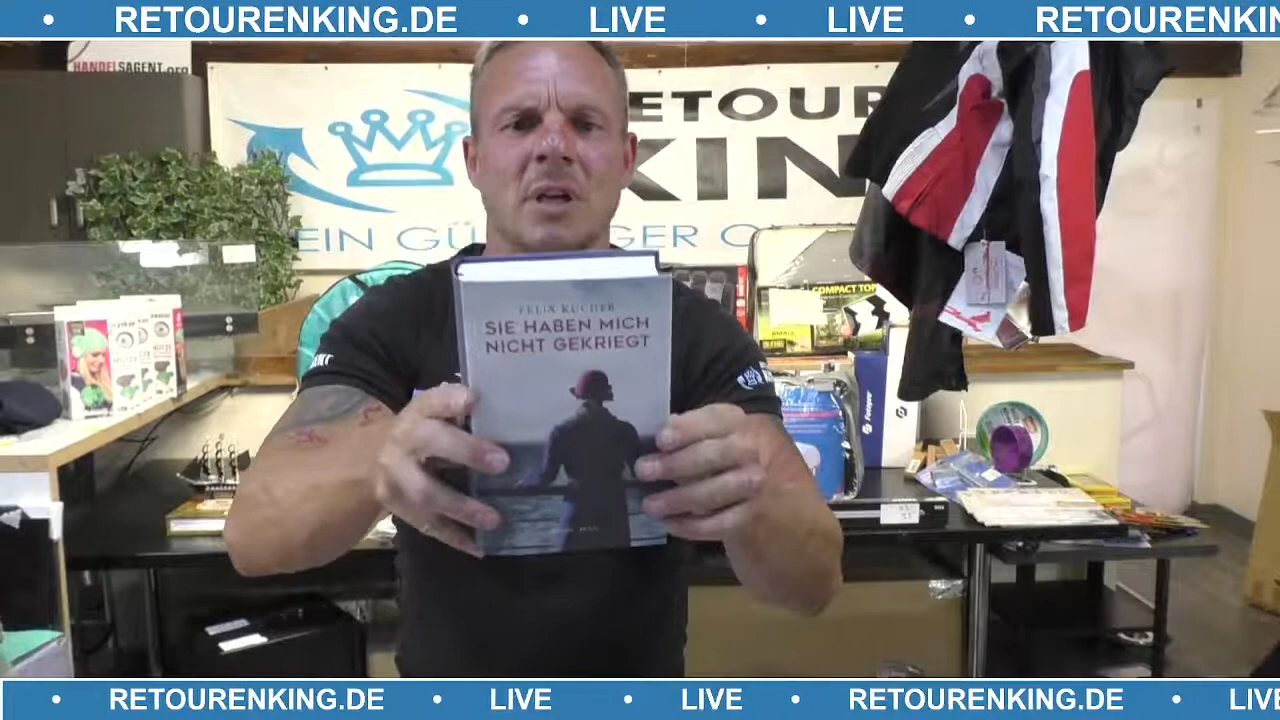 • RETOURENKING.DE • LIVE • LIVE • RETOURENKIN
HANDELSAGENT.org
ETOUR
KIN
EIN GÜ GER
COMPACT TOP
FELIX KUCHER
SIE HABEN MICH
NICHT GEKRIEGT
Fotopro
• RETOURENKING.DE • LIVE • LIVE • RETOURENKING.DE • LIVE